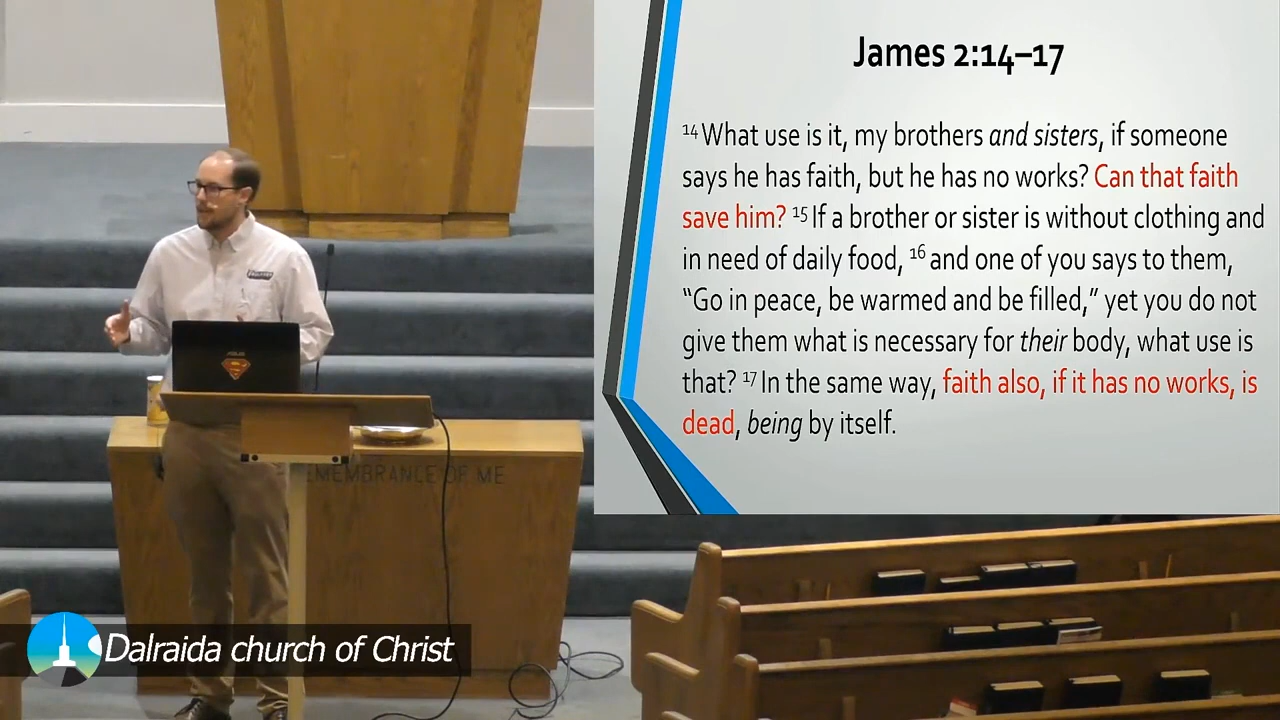 James 2:14–17
14 What use is it, my brothers and sisters, if someone
says he has faith, but he has no works? Can that faith
save him? 15 If a brother or sister is without clothing and
in need of daily food, 16 and one of you says to them,
“Go in peace, be warmed and be filled,” yet you do not
give them what is necessary for their body, what use is
that? 17 In the same way, faith also, if it has no works, is
dead, being by itself.
ASUS
EMEMBRANCE OF ME
Dalraida church of Christ